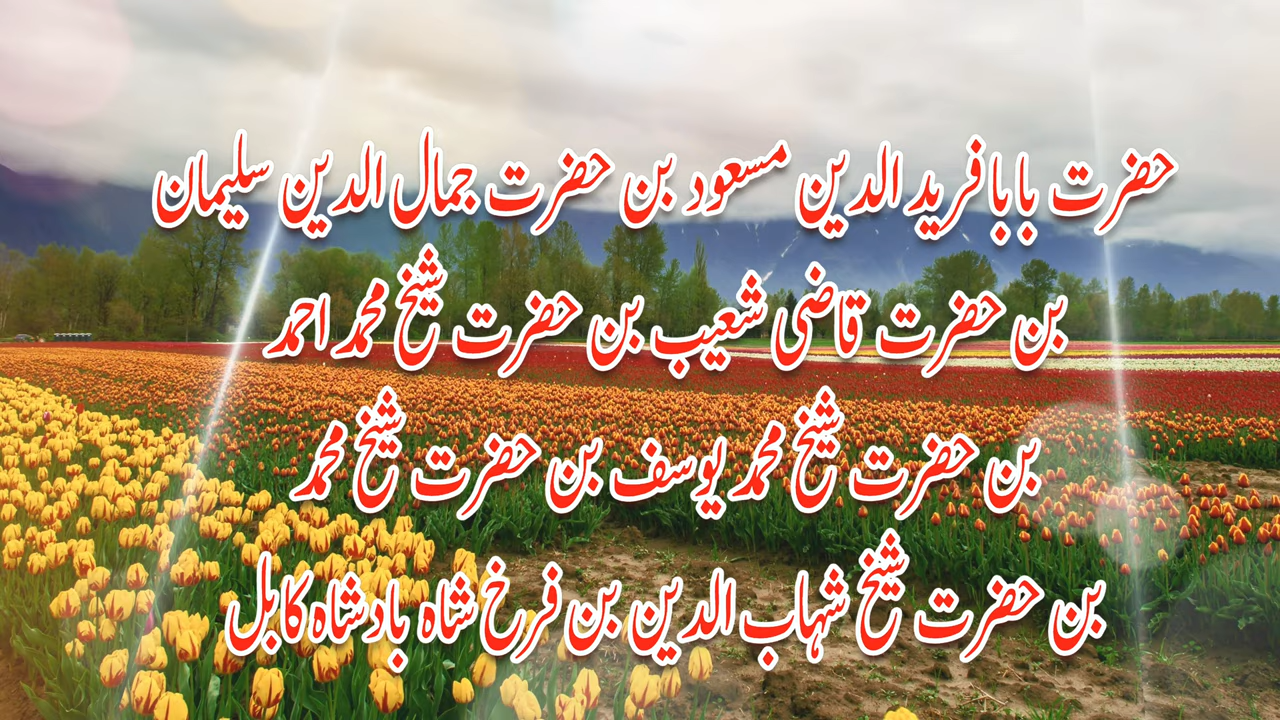 حضرت بابا فرید الدین مسعود بن حضرت جمال الدین سلیمان
بن حضرت قاضی شعیب بن حضرت شیخ محمد احمد
بن حضرت شیخ محمد یوسف بن حضرت شیخ محمد
بن حضرت شیخ شہاب الدین بن فرخ شاہ بادشاہ کابل